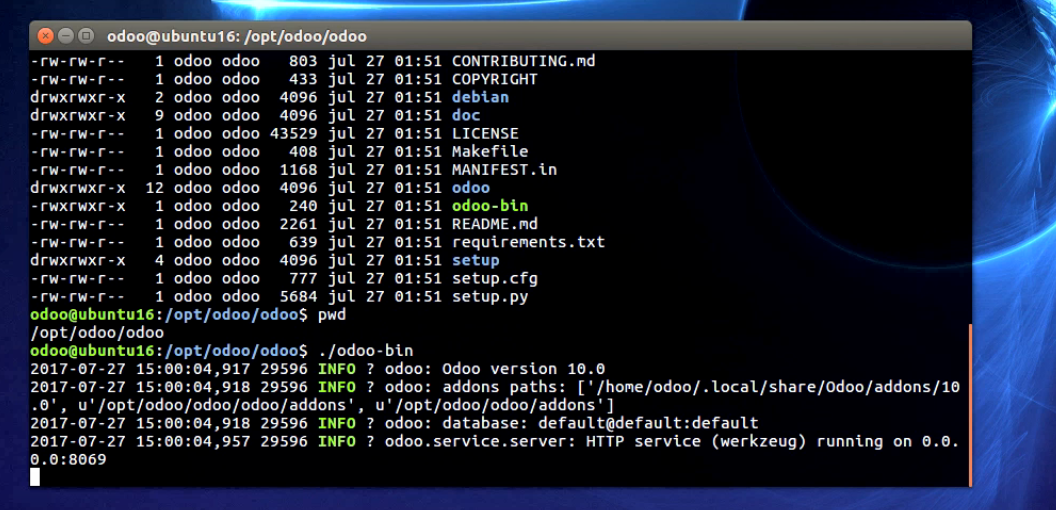 odoo@ubuntu16: /opt/odoo/odoo
-rw-rw-r--   1 odoo odoo   803 jul 27 01:51 CONTRIBUTING.md
-rw-rw-r--   1 odoo odoo   433 jul 27 01:51 COPYRIGHT
drwxrwxr-x   2 odoo odoo  4096 jul 27 01:51 debian
drwxrwxr-x   9 odoo odoo  4096 jul 27 01:51 doc
-rw-rw-r--   1 odoo odoo 43529 jul 27 01:51 LICENSE
-rw-rw-r--   1 odoo odoo   408 jul 27 01:51 Makefile
-rw-rw-r--   1 odoo odoo  1168 jul 27 01:51 MANIFEST.in
drwxrwxr-x  12 odoo odoo  4096 jul 27 01:51 odoo
-rwxrwxr-x   1 odoo odoo   240 jul 27 01:51 odoo-bin
-rw-rw-r--   1 odoo odoo  2261 jul 27 01:51 README.md
-rw-rw-r--   1 odoo odoo   639 jul 27 01:51 requirements.txt
drwxrwxr-x   4 odoo odoo  4096 jul 27 01:51 setup
-rw-rw-r--   1 odoo odoo   777 jul 27 01:51 setup.cfg
-rw-rw-r--   1 odoo odoo  5684 jul 27 01:51 setup.py
odoo@ubuntu16:/opt/odoo/odoo$ pwd
/opt/odoo/odoo
odoo@ubuntu16:/opt/odoo/odoo$ ./odoo-bin
2017-07-27 15:00:04,917 29596 INFO ? odoo: Odoo version 10.0
2017-07-27 15:00:04,918 29596 INFO ? odoo: addons paths: ['/home/odoo/.local/share/Odoo/addons/10
.0', u'/opt/odoo/odoo/odoo/addons', u'/opt/odoo/odoo/addons']
2017-07-27 15:00:04,918 29596 INFO ? odoo: database: default@default:default
2017-07-27 15:00:04,957 29596 INFO ? odoo.service.server: HTTP service (werkzeug) running on 0.0.
0.0:8069